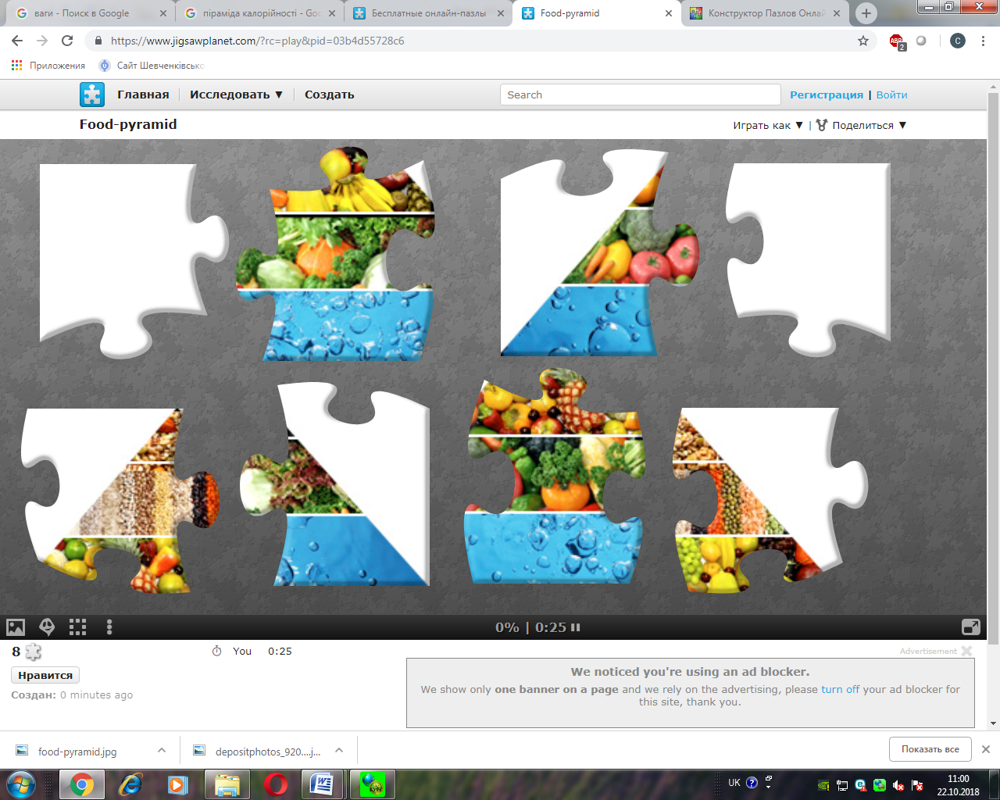 ваги - Поиск в Google
піраміда калорійності - Goo
Бесплатные онлайн-пазлы
Food-pyramid
Конструктор Пазлов Онлай
https://www.jigsawplanet.com/?rc=play&pid=03b4d55728c6
ABP
2
C
Приложения
Сайт Шевченківсько
Главная
Исследовать ▼
Создать
Search
Регистрация | Войти
Food-pyramid
Играть как ▼ | Поделиться ▼
0% | 0:25
8
You 0:25
Advertisement
Нравится
Создан: 0 minutes ago
We noticed you're using an ad blocker.
We show only one banner on a page and we rely on the advertising, please turn off your ad blocker for
this site, thank you.
food-pyramid.jpg
depositphotos_920....j...
Показать все
UK
11:00
22.10.2018